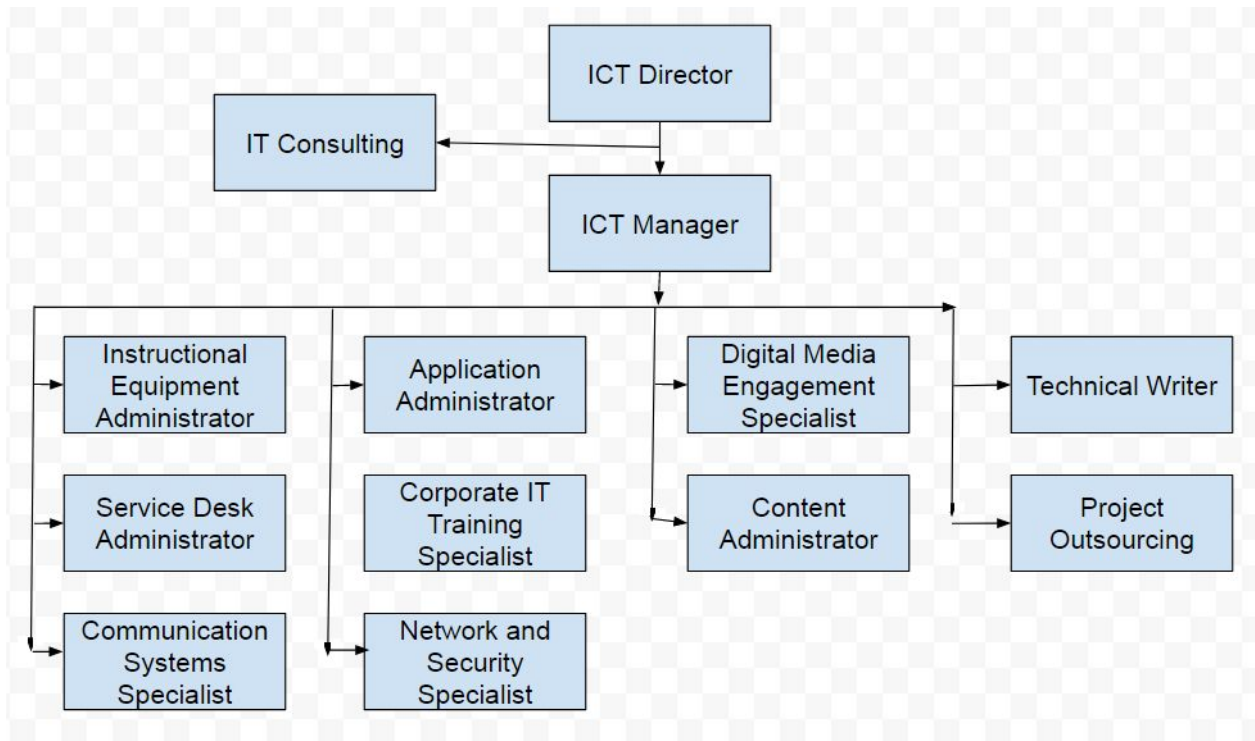 ICT Director
IT Consulting
ICT Manager
Instructional
Equipment
Administrator
Application
Administrator
Digital Media
Engagement
Specialist
Technical Writer
Service Desk
Administrator
Corporate IT
Training
Specialist
Content
Administrator
Project
Outsourcing
Communication
Systems
Specialist
Network and
Security
Specialist